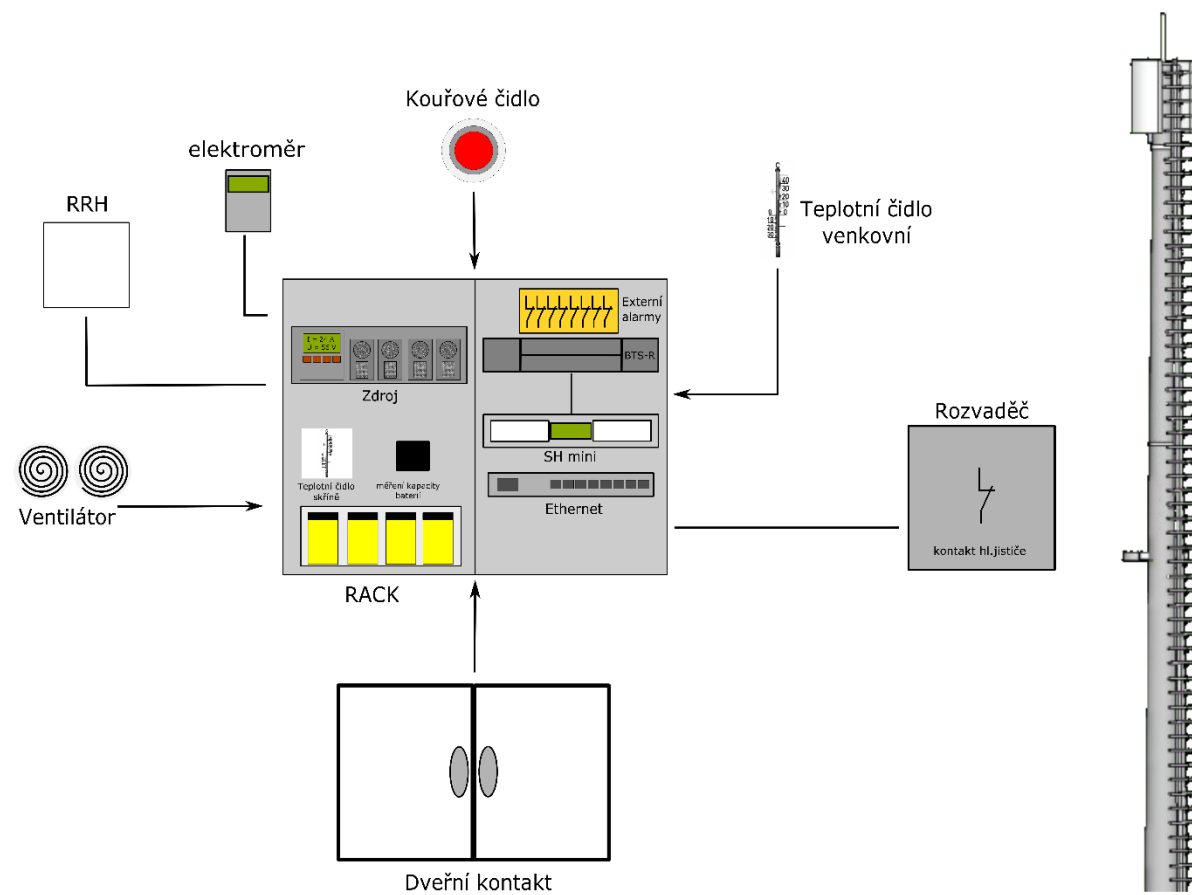 Kouřové čidlo
elektroměr
RRH
Teplotní čidlo
venkovní
Externí
alarmy
I = 24 A
U = 55 V
BTS-R
Zdroj
Rozvaděč
SH mini
Teplotní čidlo
skříně
měření kapacity
baterií
Ethernet
Ventilátor
kontakt hl.jističe
RACK
Dveřní kontakt